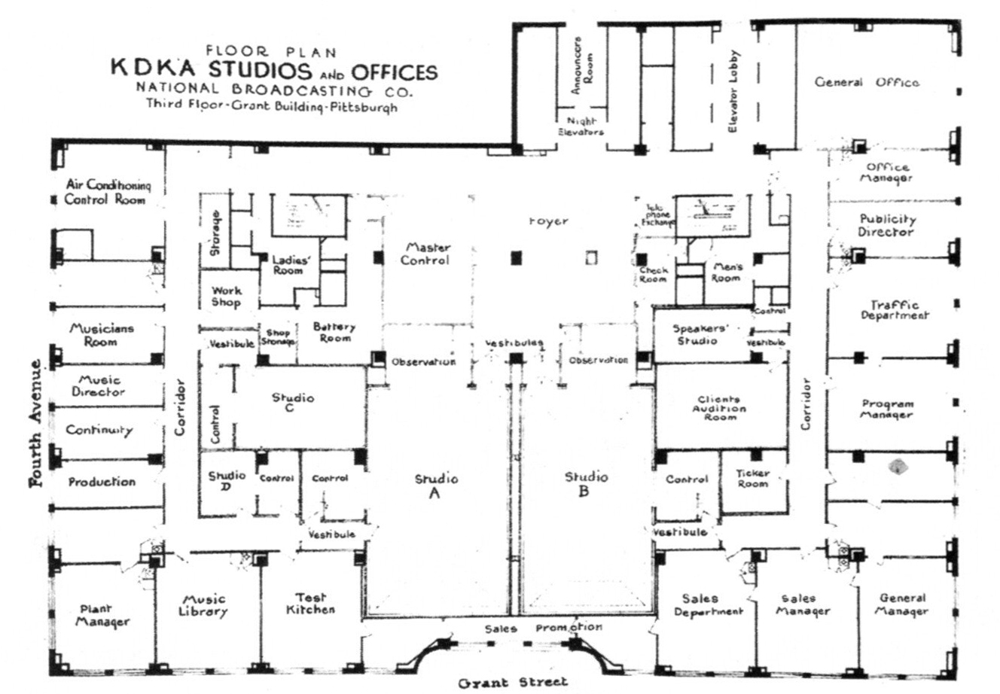 FLOOR PLAN
KDKA STUDIOS AND OFFICES
NATIONAL BROADCASTING CO.
Third Floor-Grant Building-Pittsburgh
Announcers
Room
Night
Elevators
Elevator Lobby
General Office
Air Conditioning
Control Room
Storage
Ladies'
Room
Master
Control
Foyer
Tele
phone
Exchange
Office
Manager
Publicity
Director
Work
Shop
Check
Room
Men's
Room
Traffic
Department
Musicians
Room
Vestibule
Shop
Storage
Battery
Room
Observation
Vestibules
Observation
Speakers'
Studio
Control
Vestibule
Fourth Avenue
Music
Director
Corridor
Control
Studio
C
Clients
Audition
Room
Corridor
Program
Manager
Continuity
Production
Studio
D
Control
Control
Studio
A
Studio
B
Control
Ticker
Room
Vestibule
Vestibule
Plant
Manager
Music
Library
Test
Kitchen
Sales Promotion
Sales
Department
Sales
Manager
General
Manager
Grant Street